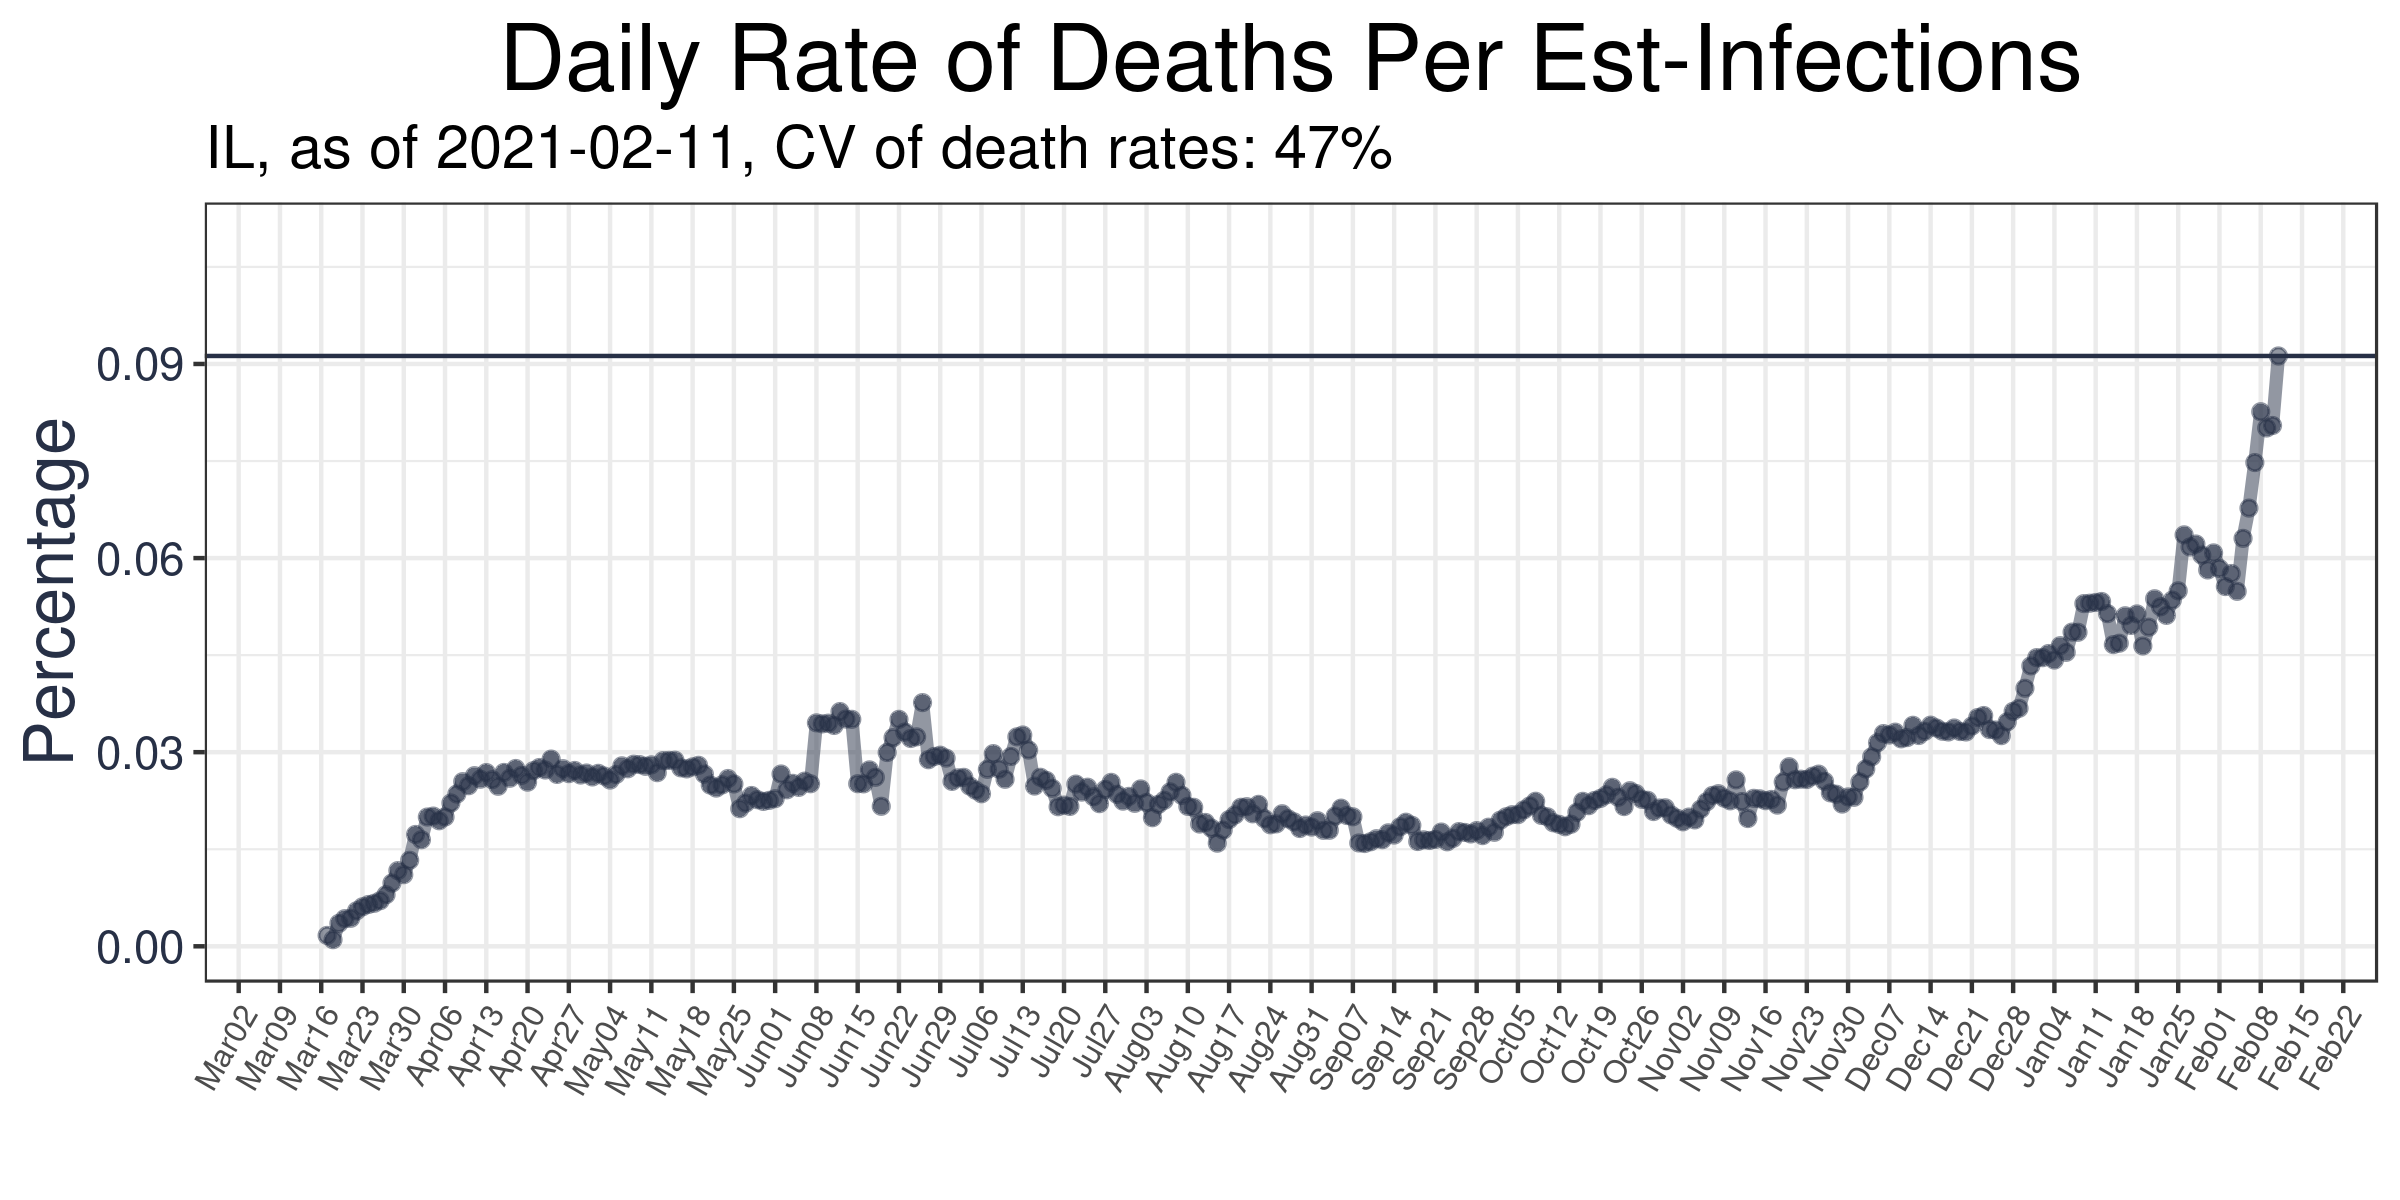 Daily Rate of Deaths Per Est-Infections
IL, as of 2021-02-11, CV of death rates: 47%
Percentage
0.09
0.06
0.03
0.00
Mar02 Mar09 Mar16 Mar23 Mar30 Apr06 Apr13 Apr20 Apr27 May04 May11 May18 May25 Jun01 Jun08 Jun15 Jun22 Jun29 Jul06 Jul13 Jul20 Jul27 Aug03 Aug10 Aug17 Aug24 Aug31 Sep07 Sep14 Sep21 Sep28 Oct05 Oct12 Oct19 Oct26 Nov02 Nov09 Nov16 Nov23 Nov30 Dec07 Dec14 Dec21 Dec28 Jan04 Jan11 Jan18 Jan25 Feb01 Feb08 Feb15 Feb22